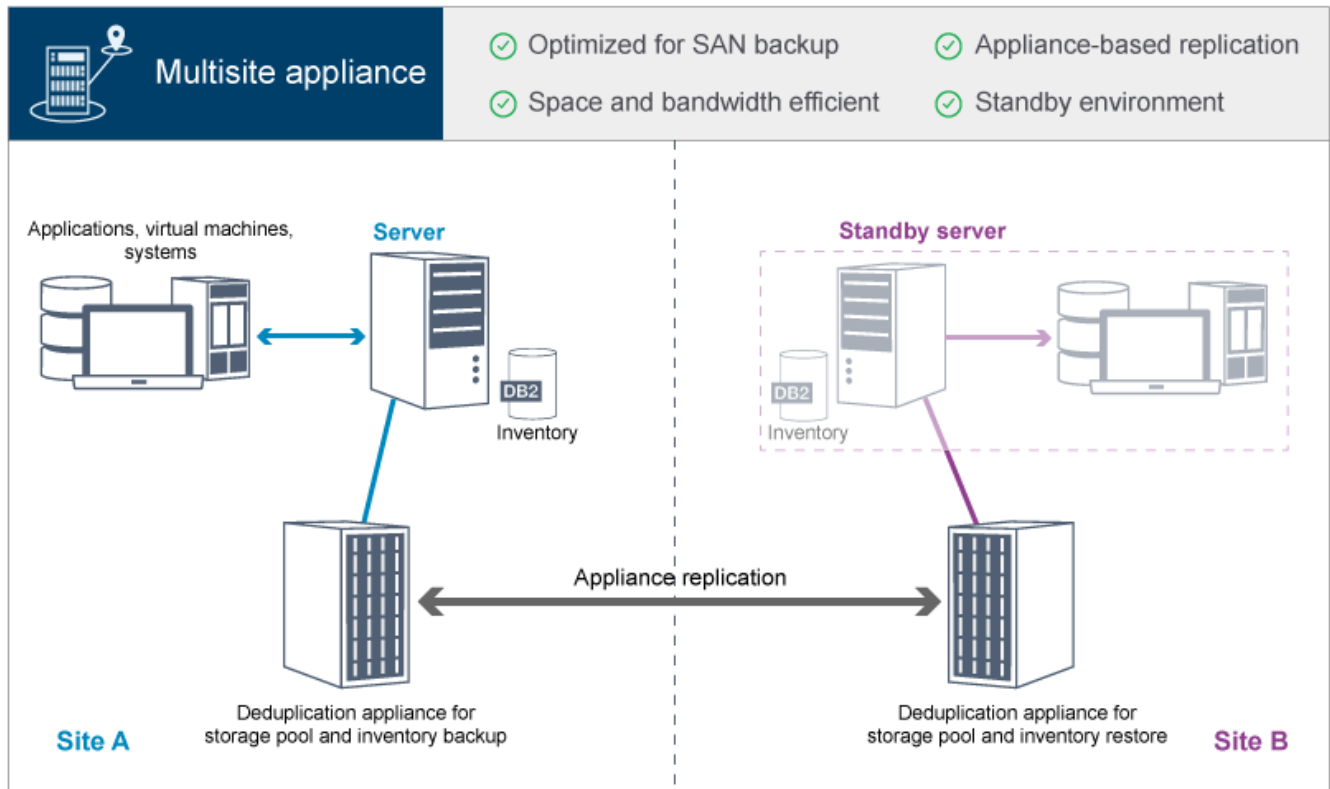 Multisite appliance
Optimized for SAN backup
Appliance-based replication
Space and bandwidth efficient
Standby environment
Applications, virtual machines,
systems
Server
DB2
Inventory
Standby server
DB2
Inventory
Appliance replication
Deduplication appliance for
storage pool and inventory backup
Site A
Deduplication appliance for
storage pool and inventory restore
Site B